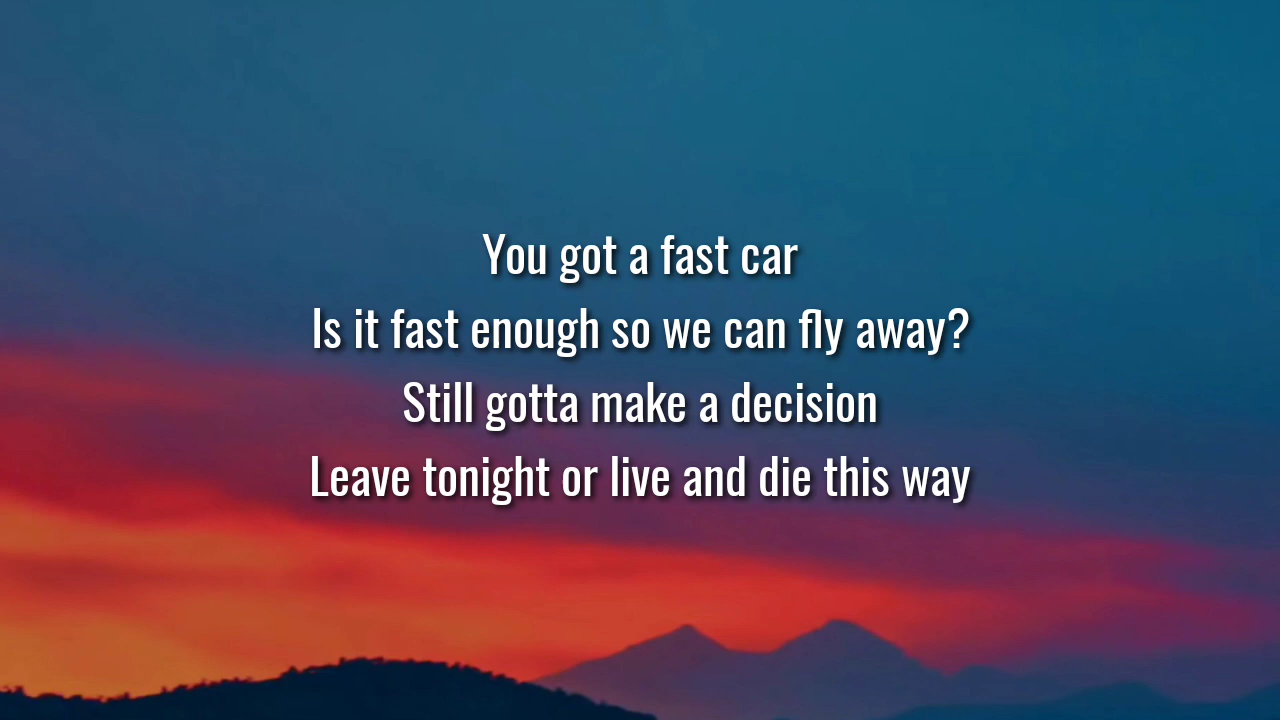 You got a fast car
Is it fast enough so we can fly away?
Still gotta make a decision
Leave tonight or live and die this way